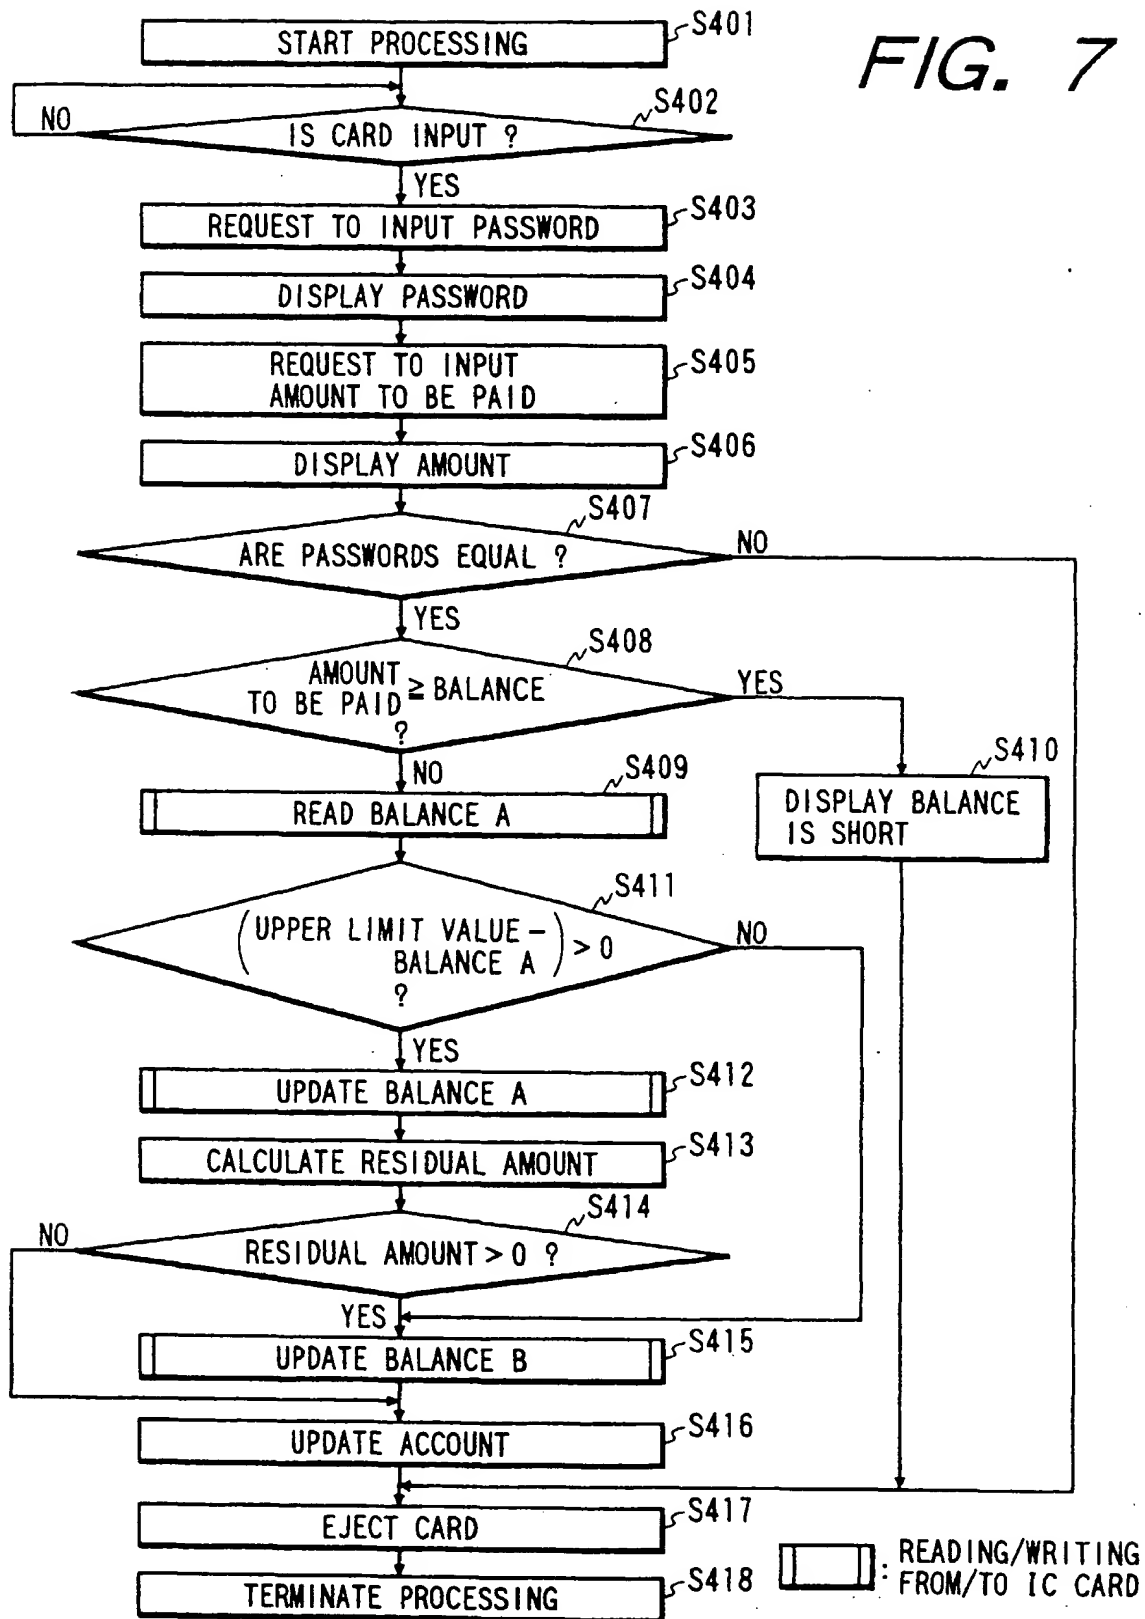 FIG. 7
START PROCESSING
S401
S402
NO
IS CARD INPUT ?
YES
REQUEST TO INPUT PASSWORD
S403
DISPLAY PASSWORD
S404
REQUEST TO INPUT
AMOUNT TO BE PAID
S405
DISPLAY AMOUNT
S406
S407
ARE PASSWORDS EQUAL ?
NO
YES
S408
AMOUNT
TO BE PAID ≧ BALANCE
?
YES
NO
S409
READ BALANCE A
S410
DISPLAY BALANCE
IS SHORT
S411
(UPPER LIMIT VALUE –
BALANCE A) > 0
?
NO
YES
UPDATE BALANCE A
S412
CALCULATE RESIDUAL AMOUNT
S413
S414
NO
RESIDUAL AMOUNT > 0 ?
YES
UPDATE BALANCE B
S415
UPDATE ACCOUNT
S416
EJECT CARD
S417
TERMINATE PROCESSING
S418
: READING/WRITING
FROM/TO IC CARD